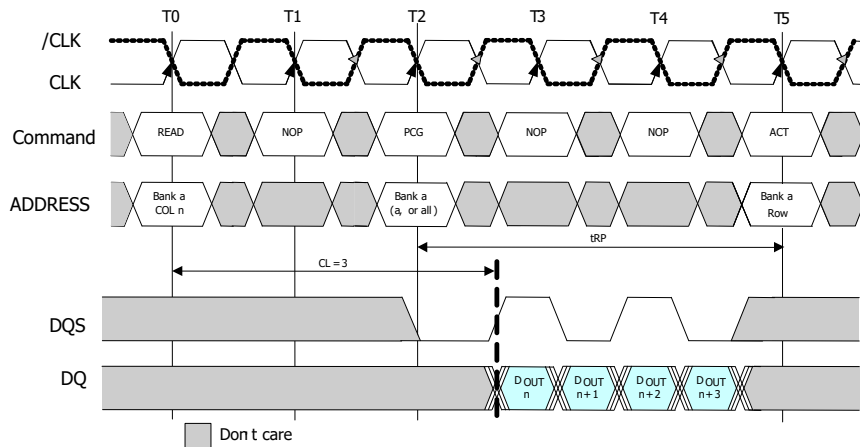 T0 T1 T2 T3 T4 T5
/CLK
CLK
Command READ NOP PCG NOP NOP ACT
ADDRESS Bank a COL n Bank a (a, or all) Bank a Row
tRP
CL = 3
DQS
DQ DOUT n DOUT n+1 DOUT n+2 DOUT n+3
Don't care